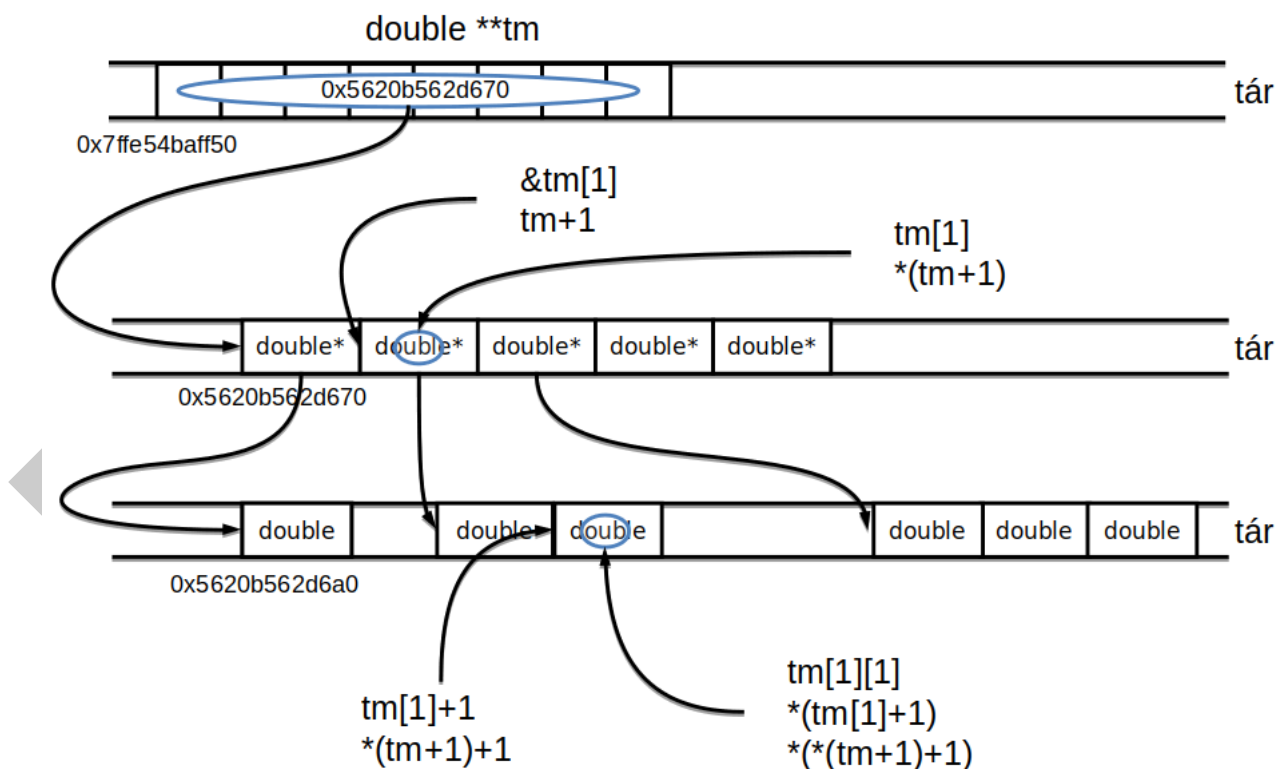 double **tm
0x5620b562d670
tár
0x7ffe54baff50
&tm[1]
tm+1
tm[1]
*(tm+1)
double* double* double* double* double*
tár
0x5620b562d670
double double double double double double
tár
0x5620b562d6a0
tm[1]+1
*(tm+1)+1
tm[1][1]
*(tm[1]+1)
*(*(tm+1)+1)